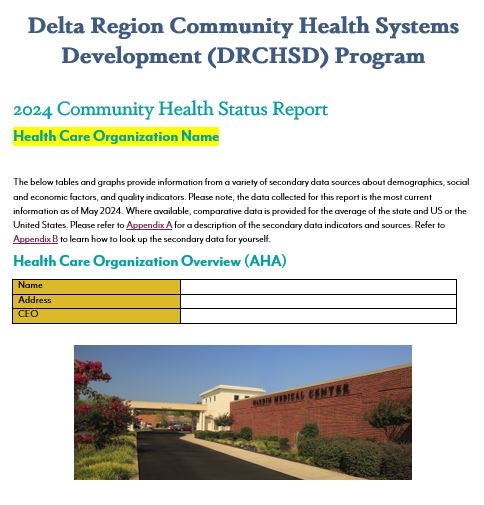 Delta Region Community Health Systems
Development (DRCHSD) Program
2024 Community Health Status Report
Health Care Organization Name
The below tables and graphs provide information from a variety of secondary data sources about demographics, social
and economic factors, and quality indicators. Please note, the data collected for this report is the most current
information as of May 2024. Where available, comparative data is provided for the average of the state and US or the
United States. Please refer to Appendix A for a description of the secondary data indicators and sources. Refer to
Appendix B to learn how to look up the secondary data for yourself.
Health Care Organization Overview (AHA)
Name
Address
CEO
MEDICAL CENTER